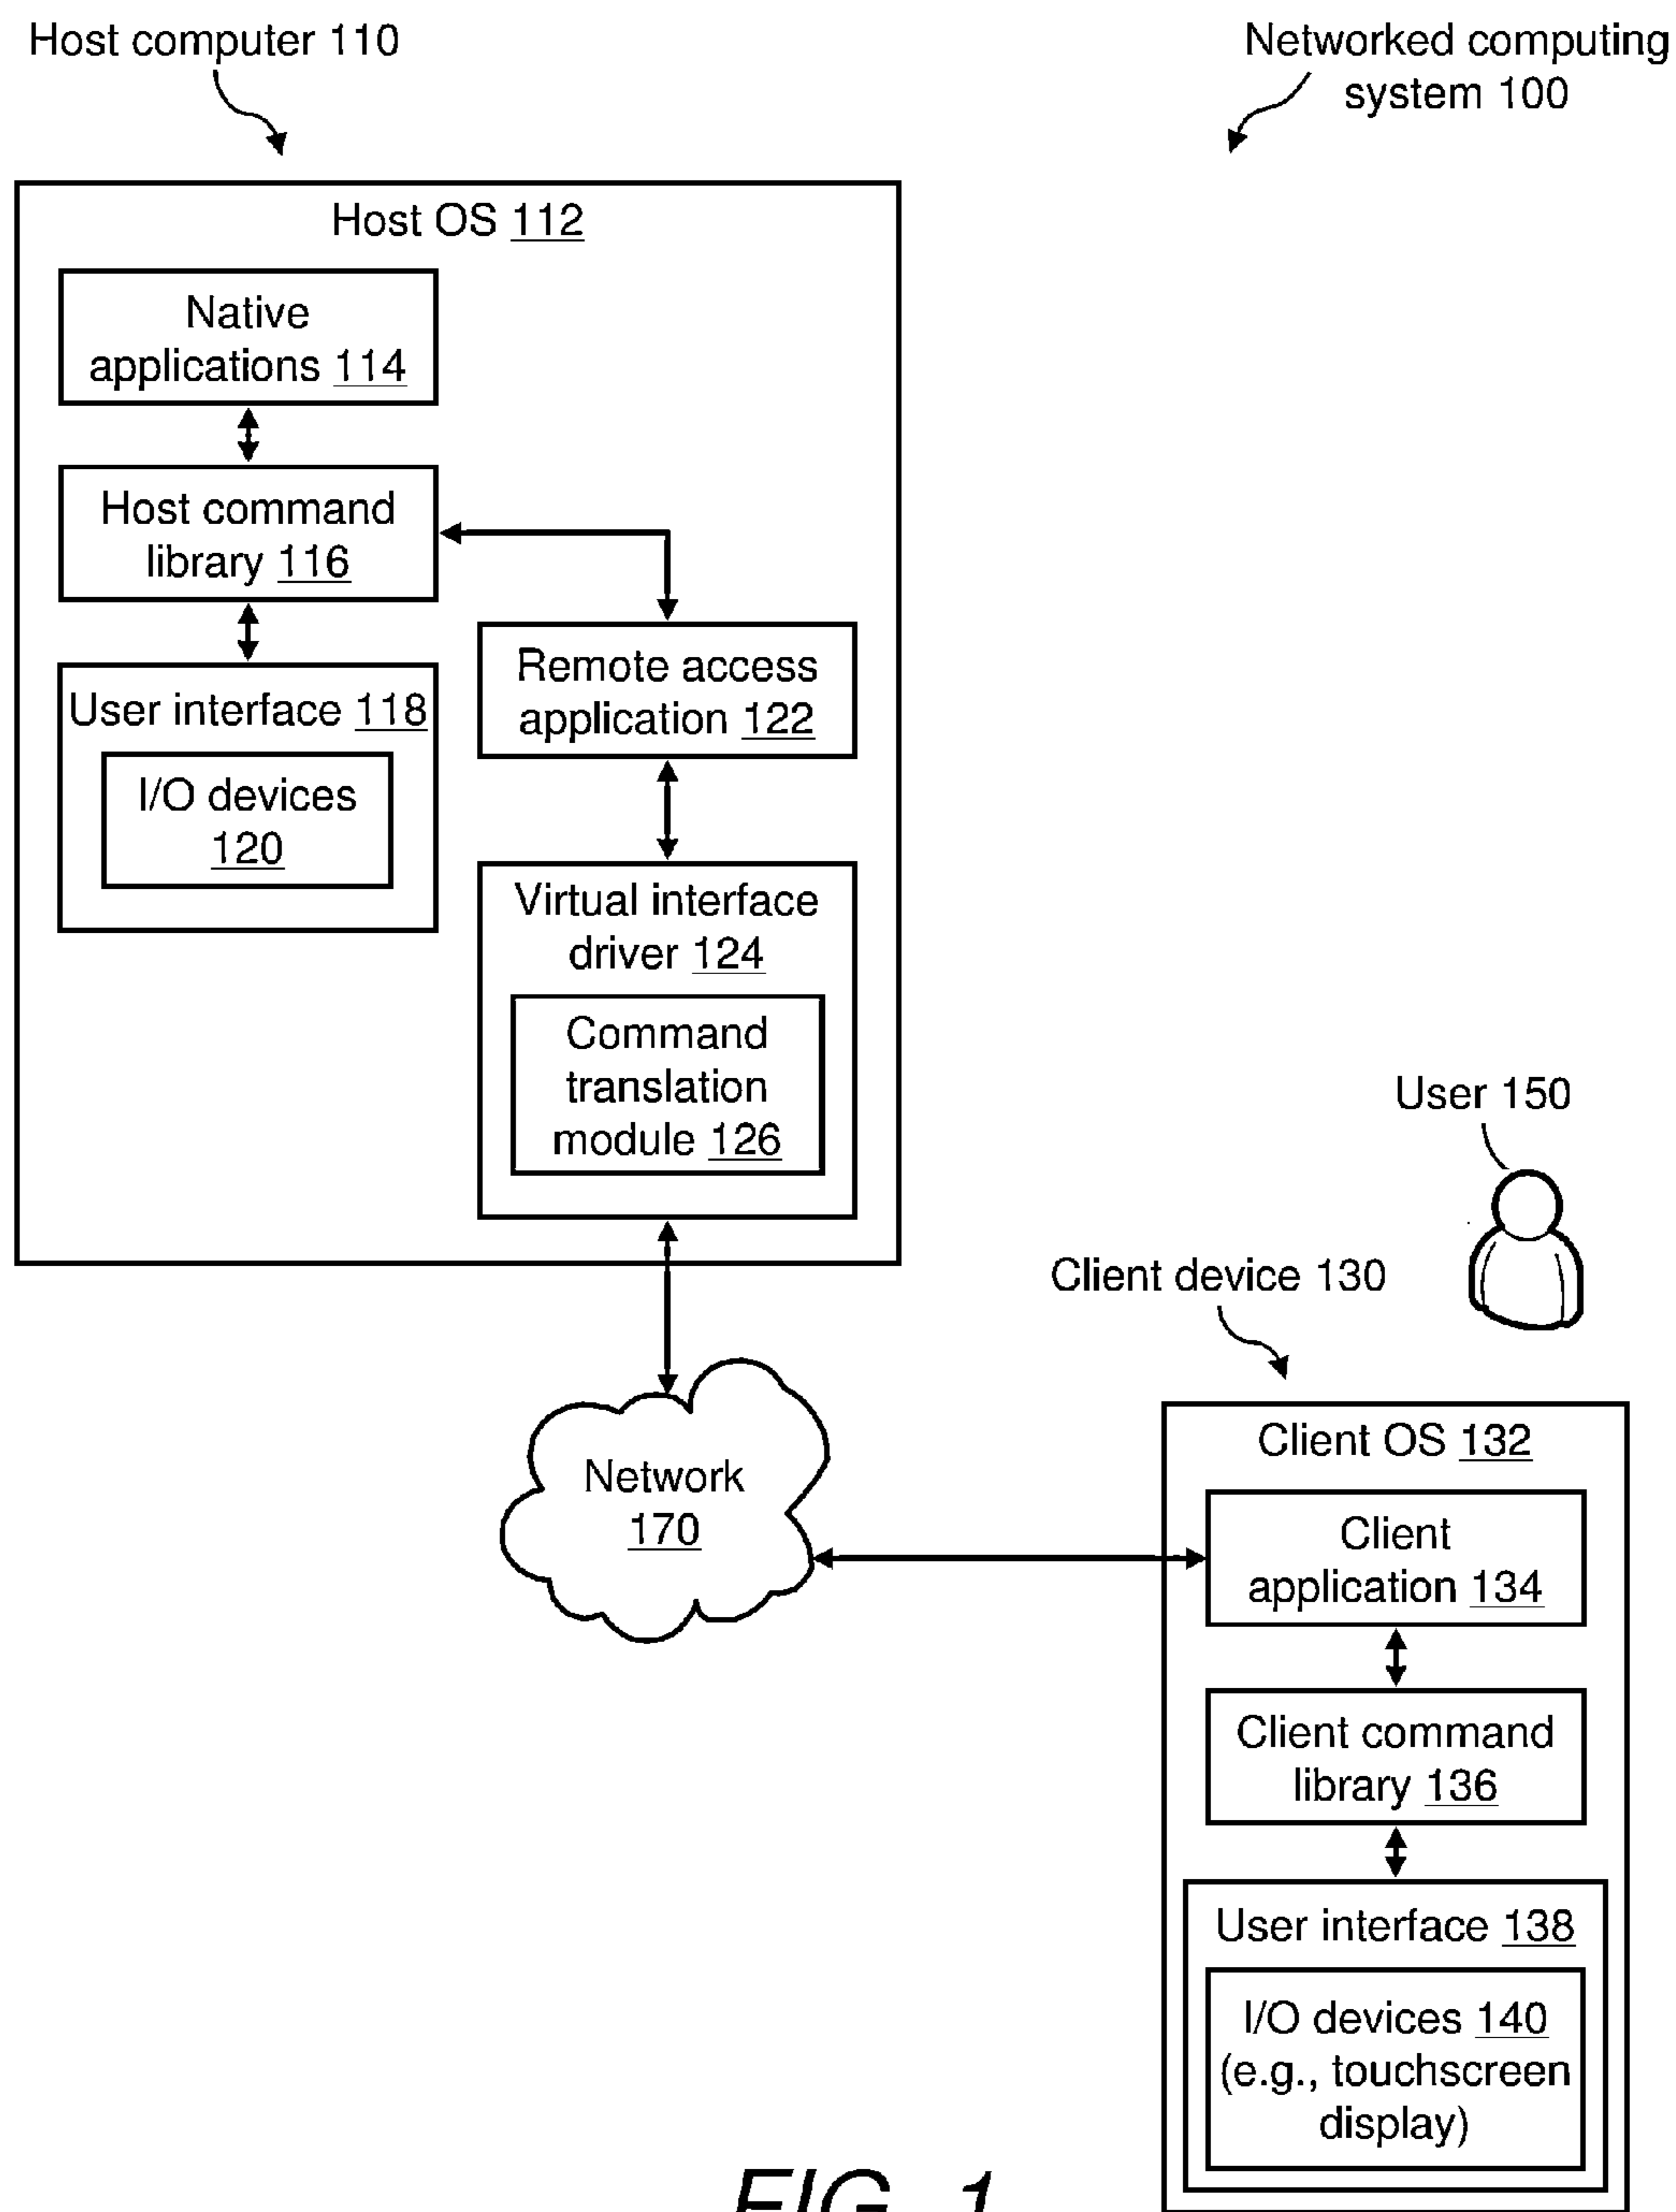 Host computer 110
Networked computing
system 100
Host OS 112
Native
applications 114
Host command
library 116
User interface 118
I/O devices
120
Remote access
application 122
Virtual interface
driver 124
Command
translation
module 126
User 150
Client device 130
Network
170
Client OS 132
Client
application 134
Client command
library 136
User interface 138
I/O devices 140
(e.g., touchscreen
display)
FIG. 1